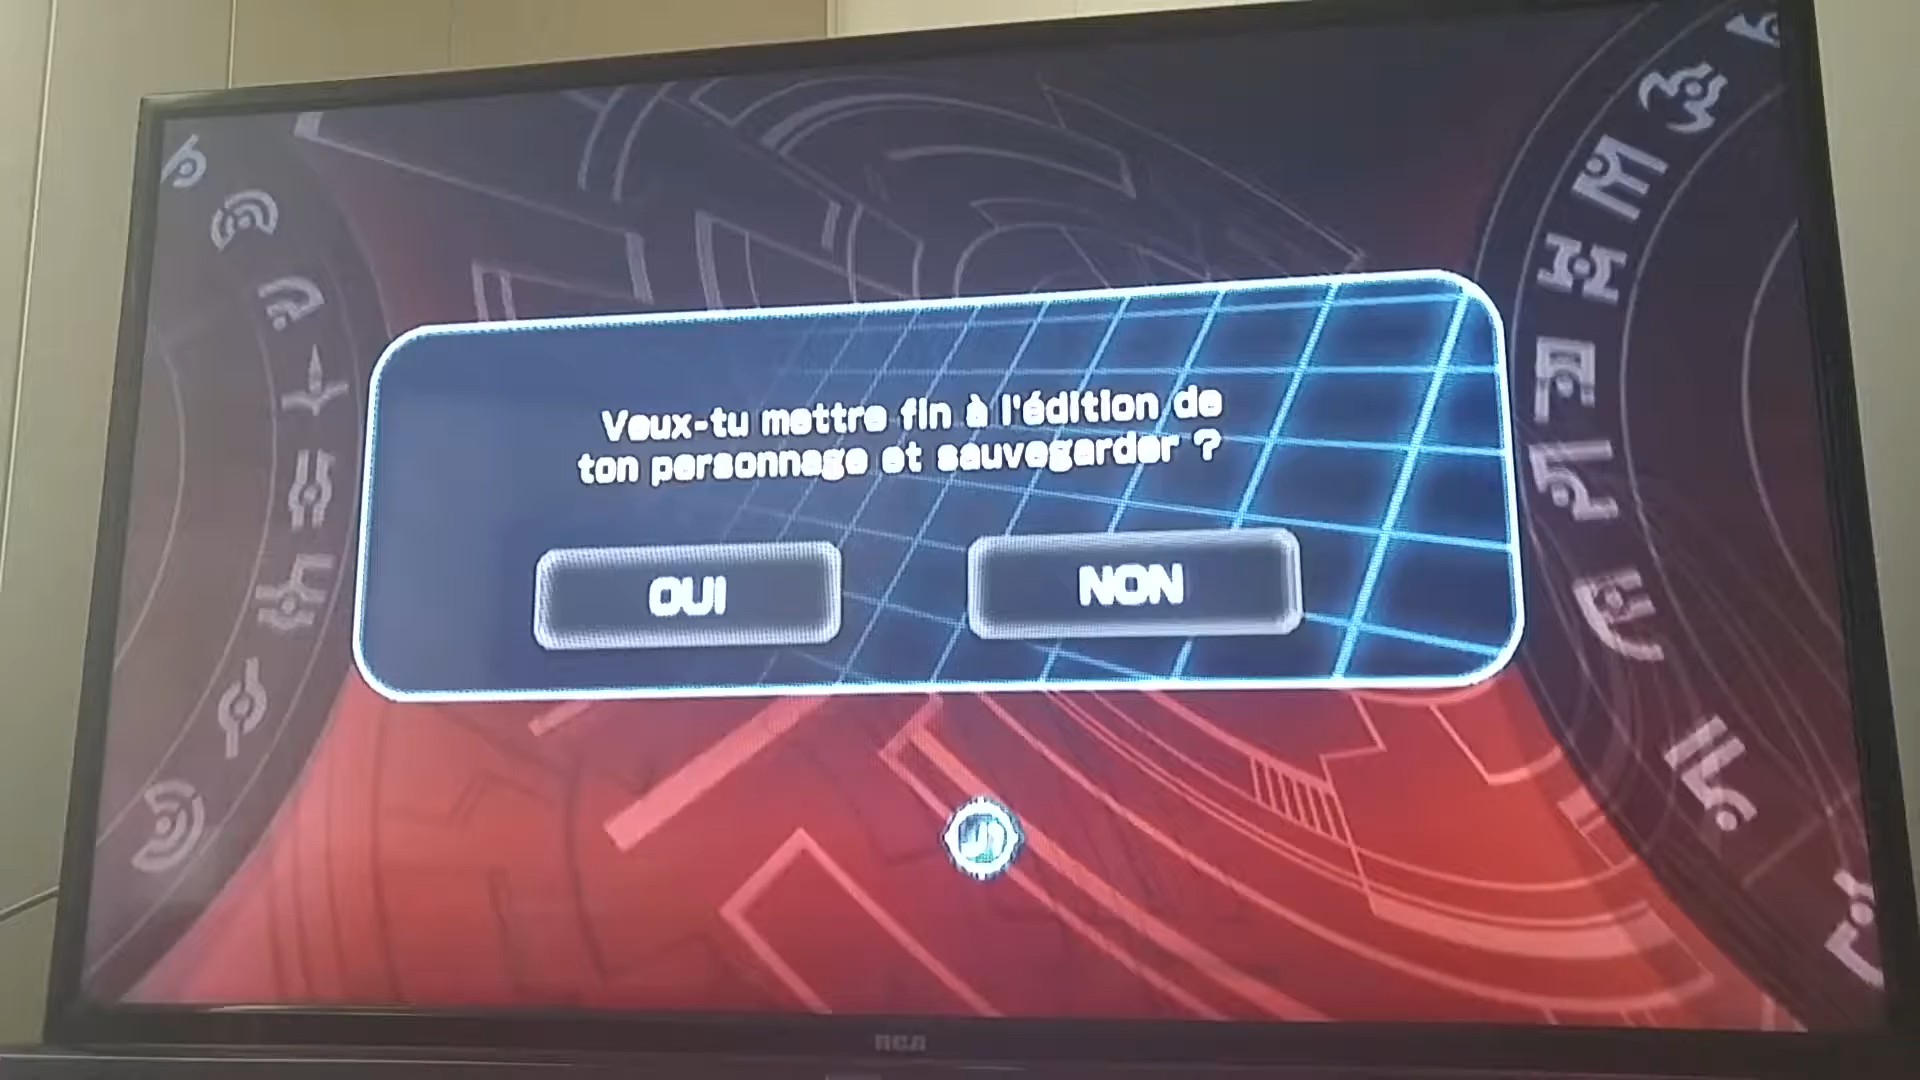 Veux-tu mettre fin à l'édition de
ton personnage et sauvegarder ?
OUI
NON
RCA